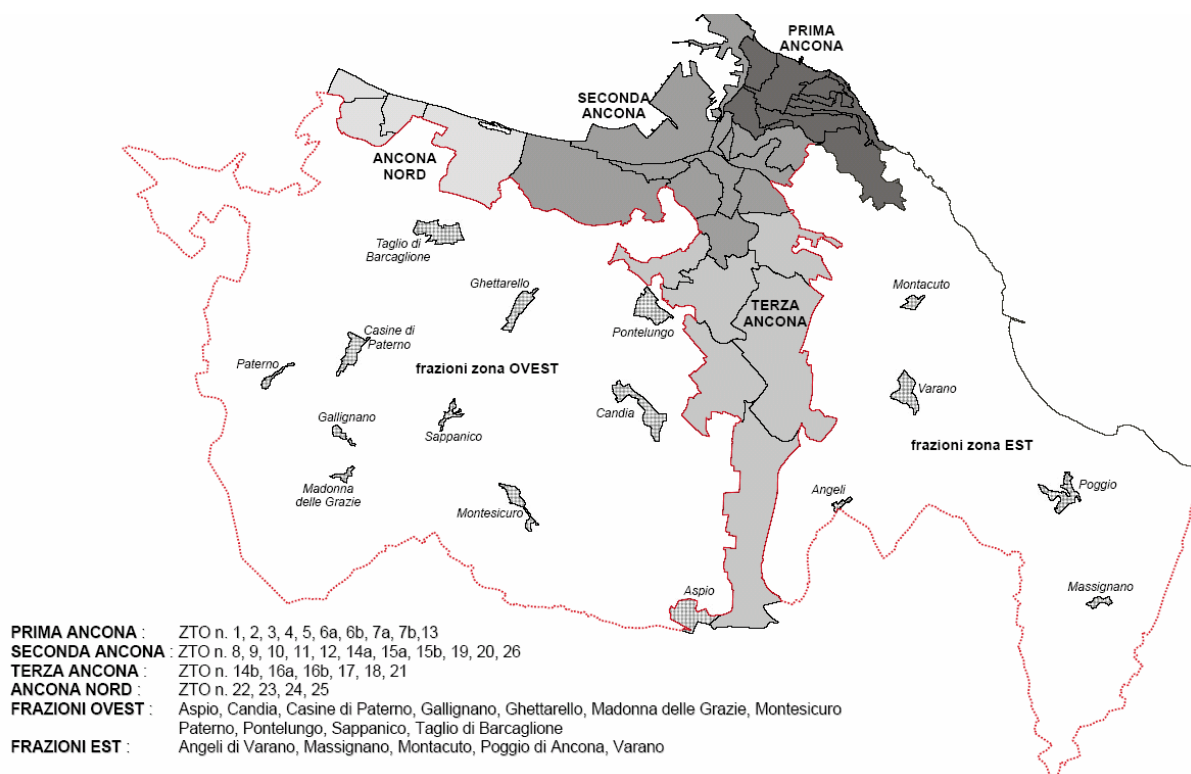 PRIMA
ANCONA
SECONDA
ANCONA
ANCONA
NORD
Taglio di
Barcaglione
Ghettarello
Montacuto
TERZA
ANCONA
Pontelungo
Casine di
Paterno
Paterno
frazioni zona OVEST
Varano
Gallignano
Sappanico
Candia
frazioni zona EST
Madonna
delle Grazie
Montesicuro
Angeli
Poggio
Aspio
Massignano
PRIMA ANCONA : ZTO n. 1, 2, 3, 4, 5, 6a, 6b, 7a, 7b,13
SECONDA ANCONA : ZTO n. 8, 9, 10, 11, 12, 14a, 15a, 15b, 19, 20, 26
TERZA ANCONA : ZTO n. 14b, 16a, 16b, 17, 18, 21
ANCONA NORD : ZTO n. 22, 23, 24, 25
FRAZIONI OVEST : Aspio, Candia, Casine di Paterno, Gallignano, Ghettarello, Madonna delle Grazie, Montesicuro
Paterno, Pontelungo, Sappanico, Taglio di Barcaglione
FRAZIONI EST : Angeli di Varano, Massignano, Montacuto, Poggio di Ancona, Varano